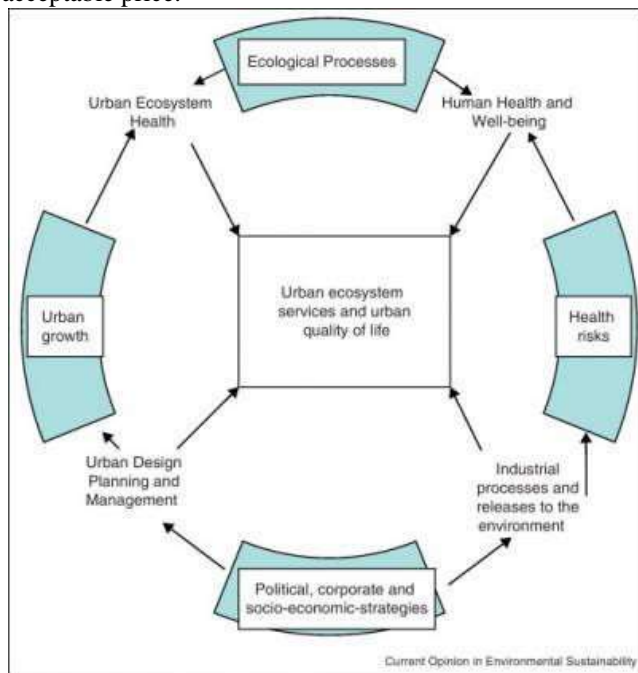 acceptable price.
Ecological Processes
Urban Ecosystem
Health
Human Health and
Well-being
Urban ecosystem
services and urban
quality of life
Urban
growth
Health
risks
Urban Design
Planning and
Management
Industrial
processes and
releases to the
environment
Political, corporate and
socio-economic-strategies
Current Opinion in Environmental Sustainability